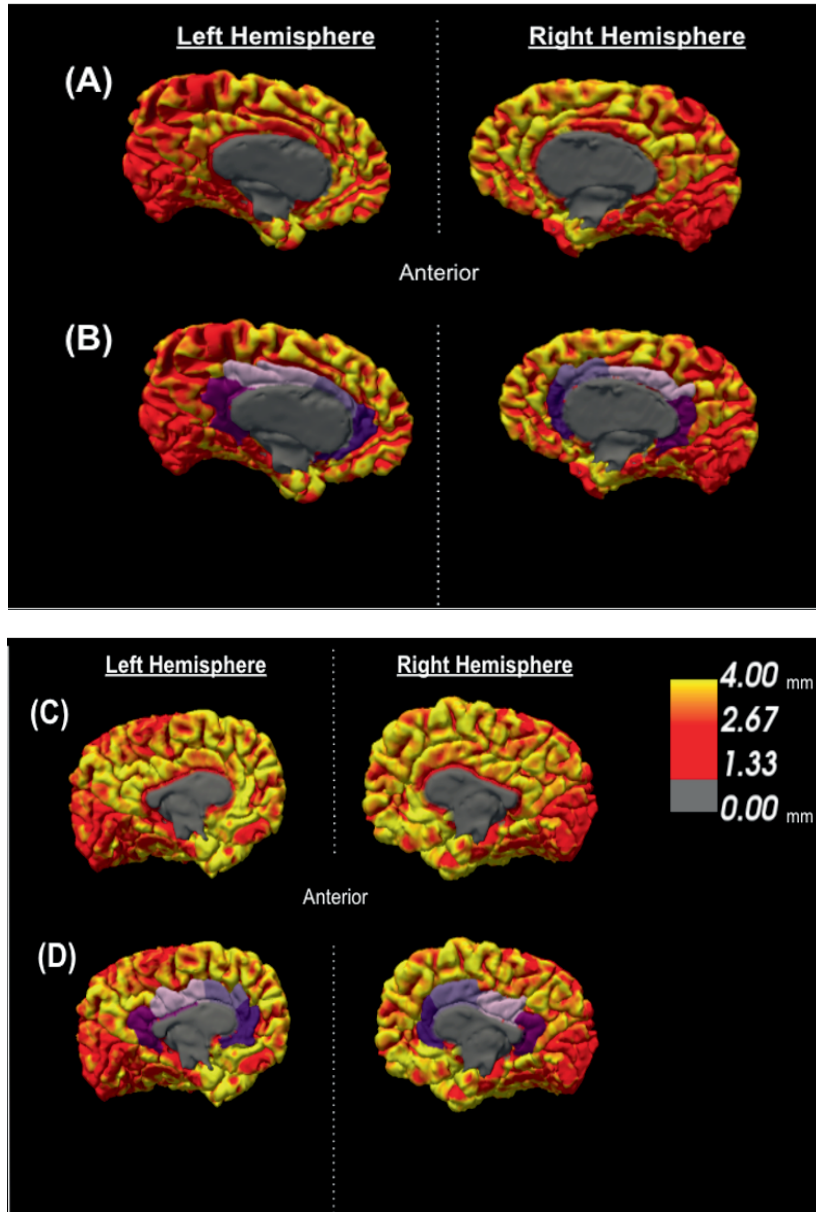 Left Hemisphere Right Hemisphere
(A)
Anterior
(B)
Left Hemisphere Right Hemisphere
(C)
4.00 mm
2.67
1.33
0.00 mm
Anterior
(D)